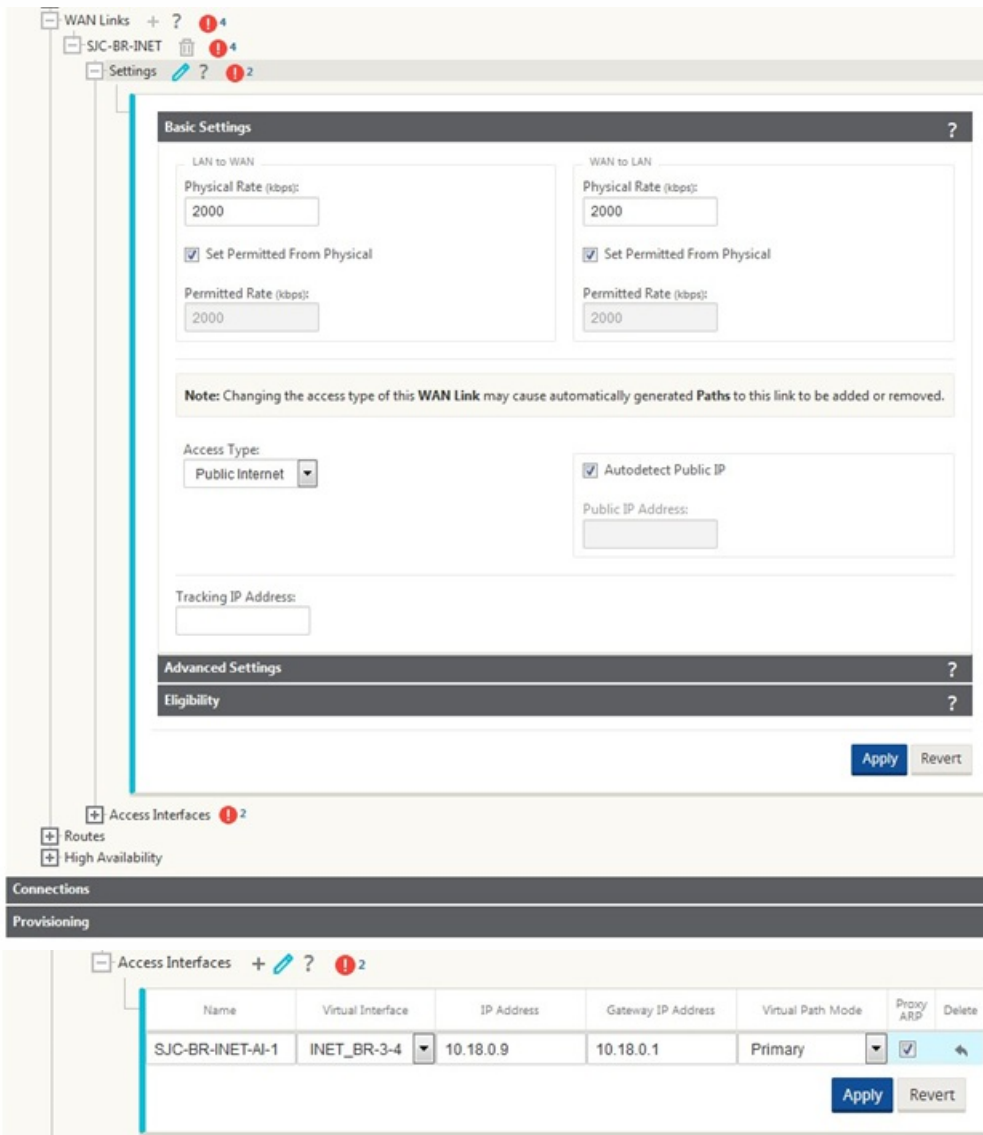 WAN Links + ? 4
SJC-BR-INET 4
Settings ? 2
Basic Settings ?
LAN to WAN
Physical Rate (kbps):
2000
Set Permitted From Physical
Permitted Rate (kbps):
2000
WAN to LAN
Physical Rate (kbps):
2000
Set Permitted From Physical
Permitted Rate (kbps):
2000
Note: Changing the access type of this WAN Link may cause automatically generated Paths to this link to be added or removed.
Access Type:
Public Internet
Autodetect Public IP
Public IP Address:
Tracking IP Address:
Advanced Settings ?
Eligibility ?
Apply Revert
Access Interfaces 2
Routes
High Availability
Connections
Provisioning
Access Interfaces + ? 2
Name Virtual Interface IP Address Gateway IP Address Virtual Path Mode Proxy ARP Delete
SJC-BR-INET-AI-1 INET_BR-3-4 10.18.0.9 10.18.0.1 Primary
Apply Revert